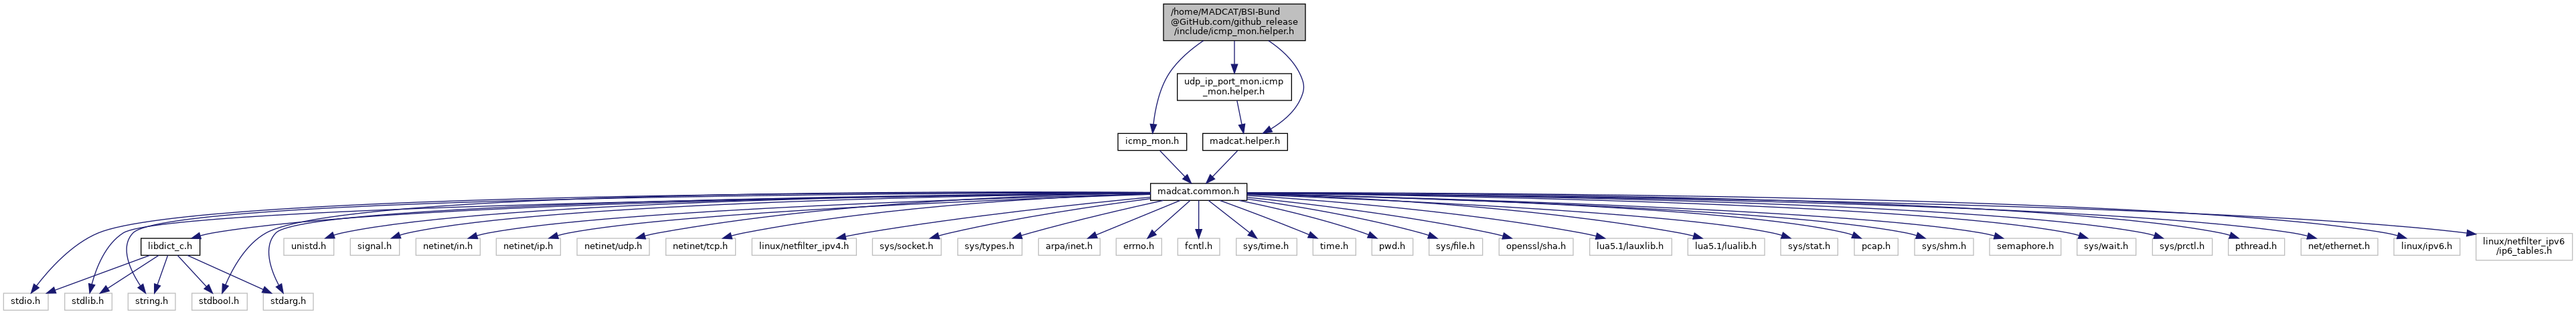 /home/MADCAT/BSI-Bund
@GitHub.com/github_release
/include/icmp_mon.helper.h
udp_ip_port_mon.icmp
_mon.helper.h
icmp_mon.h
madcat.helper.h
madcat.common.h
libdict_c.h
unistd.h
signal.h
netinet/in.h
netinet/ip.h
netinet/udp.h
netinet/tcp.h
linux/netfilter_ipv4.h
sys/socket.h
sys/types.h
arpa/inet.h
errno.h
fcntl.h
sys/time.h
time.h
pwd.h
sys/file.h
openssl/sha.h
lua5.1/lauxlib.h
lua5.1/lualib.h
sys/stat.h
pcap.h
sys/shm.h
semaphore.h
sys/wait.h
sys/prctl.h
pthread.h
net/ethernet.h
linux/ipv6.h
linux/netfilter_ipv6
/ip6_tables.h
stdio.h
stdlib.h
string.h
stdbool.h
stdarg.h